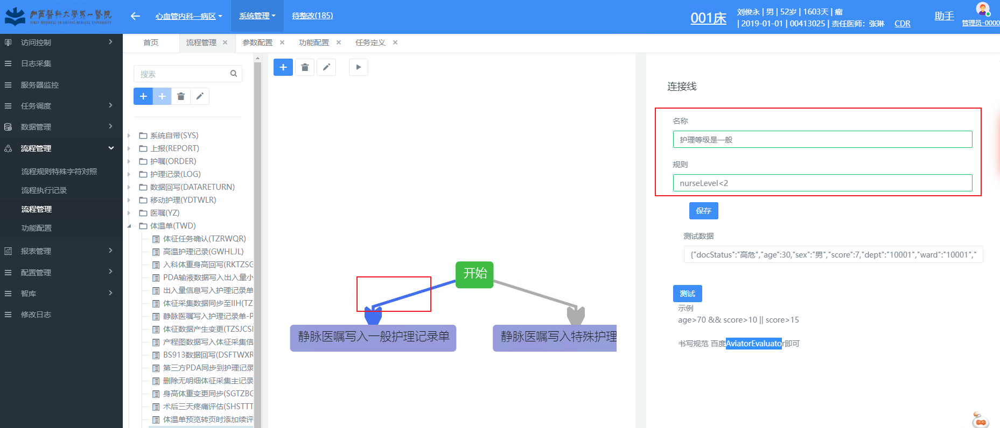 山西醫科大學第一醫院
FIRST HOSPITAL OF SHANXI MEDICAL UNIVERSITY
心血管内科一病区
系统管理
待整改(185)
001床
刘俊永 | 男 | 52岁 | 1603天 | 瘤
| 2019-01-01 | 00413025 | 责任医师：张琳
CDR
助手
管理员-0000
访问控制
日志采集
服务器监控
任务调度
数据管理
流程管理
流程规则特殊字符对照
流程执行记录
流程管理
功能配置
报表管理
配置管理
智库
修改日志
首页
流程管理
参数配置
功能配置
任务定义
搜索
系统自带(SYS)
上报(REPORT)
护嘱(ORDER)
护理记录(LOG)
数据回写(DATARETURN)
移动护理(YDTWLR)
医嘱(YZ)
体温单(TWD)
体征任务确认(TZRWQR)
高温护理记录(GWHLJL)
入科体重身高回写(RKTZSG
PDA输液数据写入出入量小
出入量信息写入护理记录单
体征采集数据同步至IIH(TZ
静脉医嘱写入护理记录单-P
体征数据产生变更(TZSJCSI
产程图数据写入体征采集信
BS913数据回写(DSFTWXR
第三方PDA同步到护理记录
删除无明细体征采集主记录
身高体重变更同步(SGTZBG
术后三天疼痛评估(SHSTTT
体温单预览转页时添加续评
开始
静脉医嘱写入一般护理记录单
静脉医嘱写入特殊护理
连接线
名称
护理等级是一般
规则
nurseLevel<2
保存
测试数据
{"docStatus":"高危","age":30,"sex":"男","score":7,"dept":"10001","ward":"10001","
测试
示例
age>70 && score>10 || score>15
书写规范 百度AviatorEvaluator即可